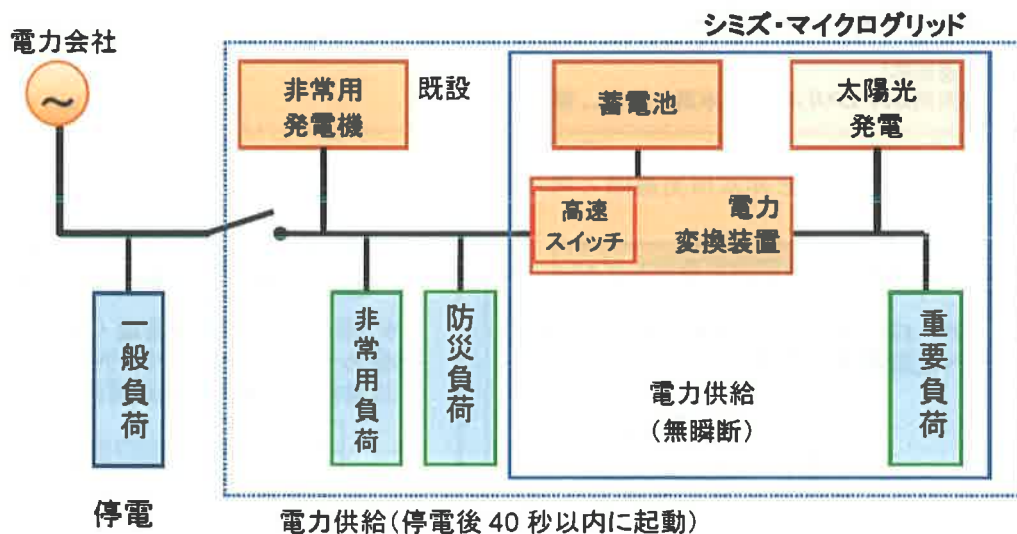 シミズ・マイクログリッド
電力会社
~
非常用
発電機
既設
蓄電池
太陽光
発電
高速
スイッチ
電力
変換装置
一般負荷
非常用負荷
防災負荷
重要負荷
電力供給
(無瞬断)
停電
電力供給(停電後 40 秒以内に起動)